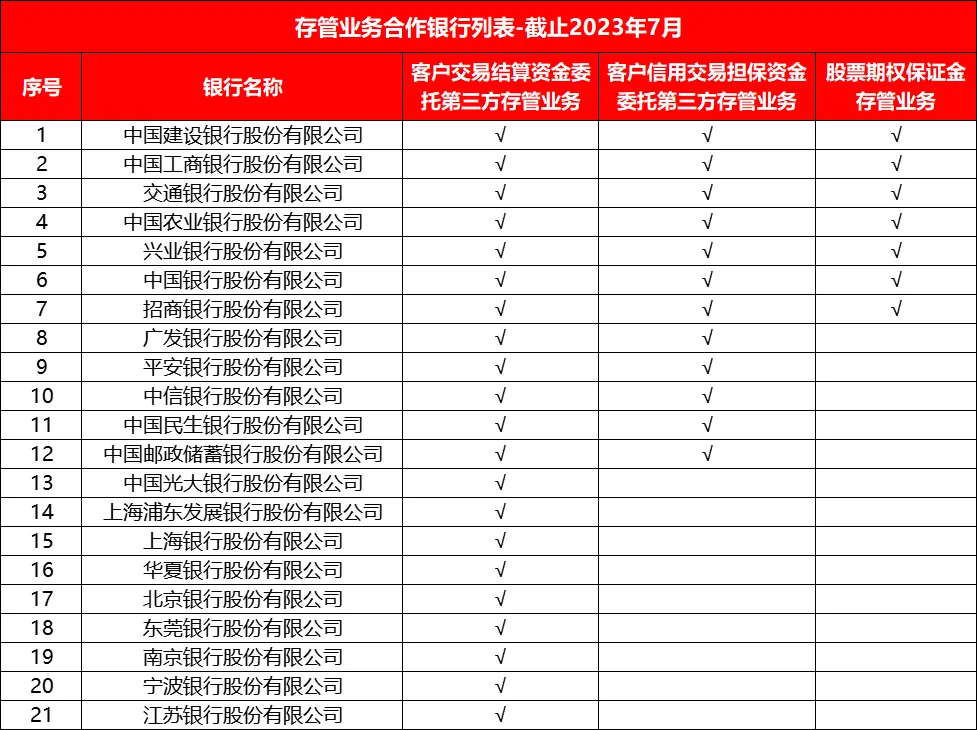 存管业务合作银行列表-截止2023年7月
序号 银行名称 客户交易结算资金委托第三方存管业务 客户信用交易担保资金委托第三方存管业务 股票期权保证金存管业务
1 中国建设银行股份有限公司 √ √ √
2 中国工商银行股份有限公司 √ √ √
3 交通银行股份有限公司 √ √ √
4 中国农业银行股份有限公司 √ √ √
5 兴业银行股份有限公司 √ √ √
6 中国银行股份有限公司 √ √ √
7 招商银行股份有限公司 √ √ √
8 广发银行股份有限公司 √ √
9 平安银行股份有限公司 √ √
10 中信银行股份有限公司 √ √
11 中国民生银行股份有限公司 √ √
12 中国邮政储蓄银行股份有限公司 √ √
13 中国光大银行股份有限公司 √
14 上海浦东发展银行股份有限公司 √
15 上海银行股份有限公司 √
16 华夏银行股份有限公司 √
17 北京银行股份有限公司 √
18 东莞银行股份有限公司 √
19 南京银行股份有限公司 √
20 宁波银行股份有限公司 √
21 江苏银行股份有限公司 √